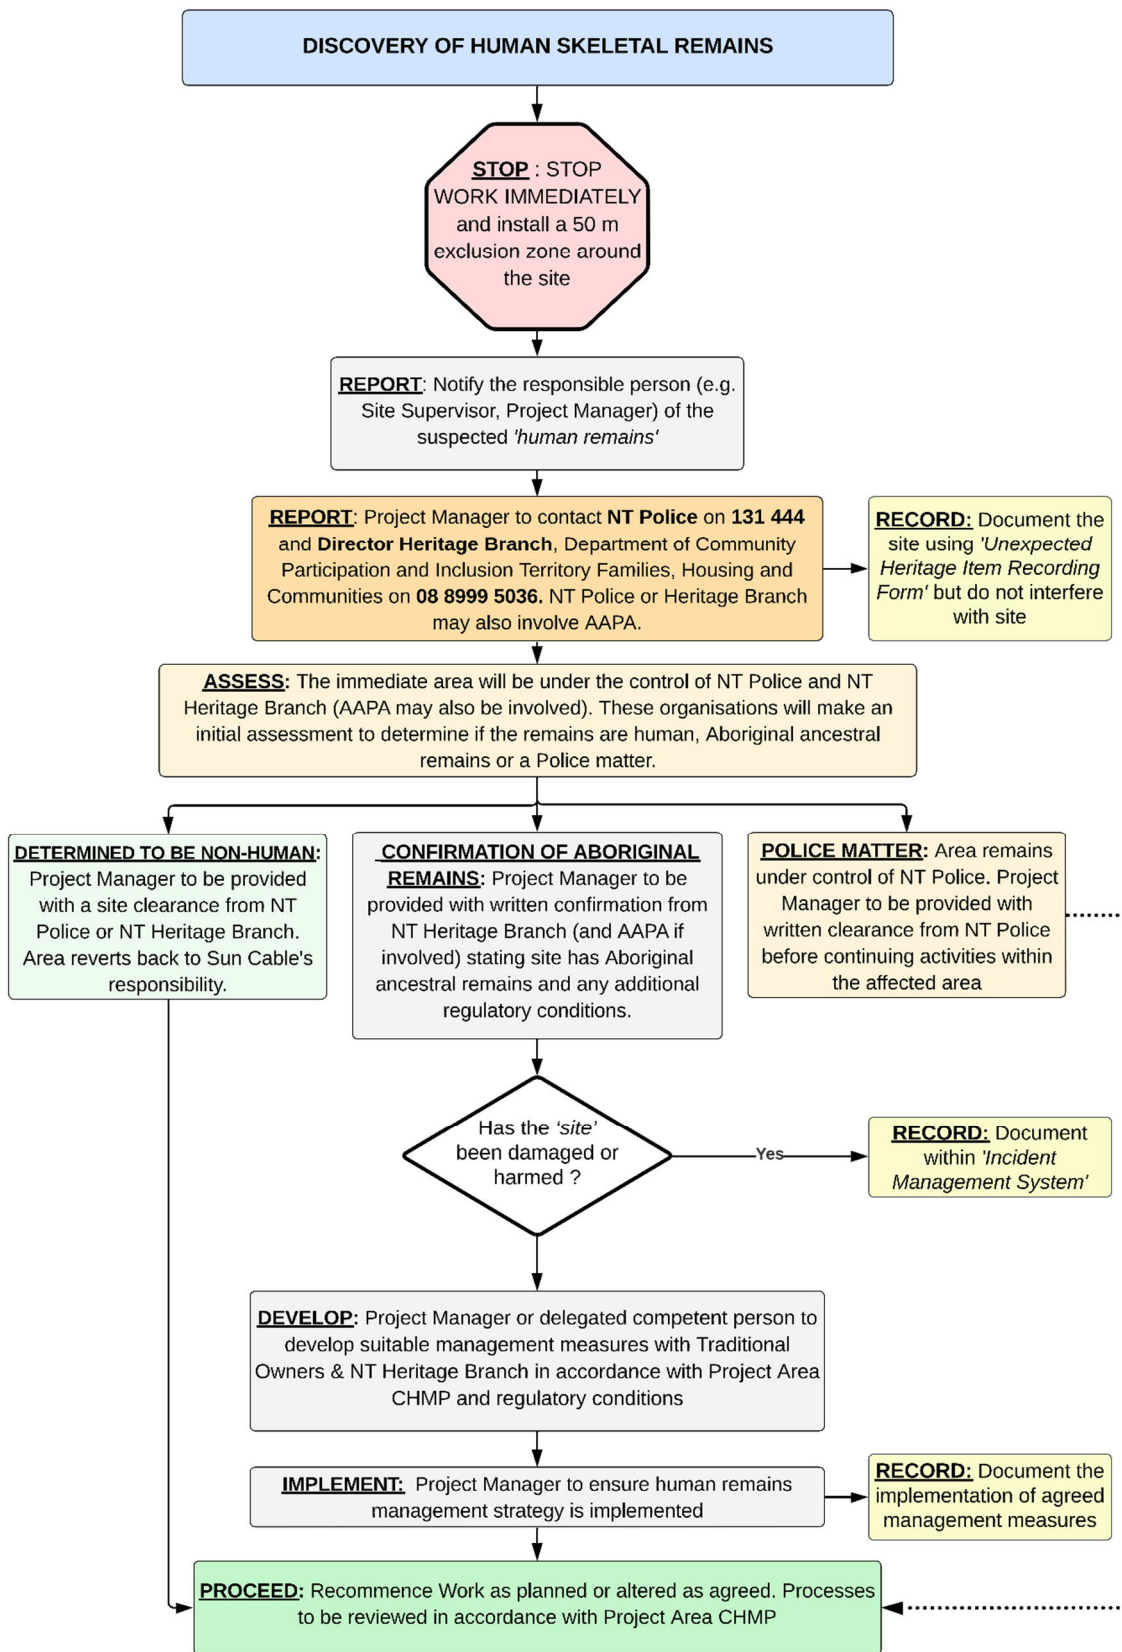 DISCOVERY OF HUMAN SKELETAL REMAINS
STOP : STOP
WORK IMMEDIATELY
and install a 50 m
exclusion zone around
the site
REPORT: Notify the responsible person (e.g.
Site Supervisor, Project Manager) of the
suspected 'human remains'
REPORT: Project Manager to contact NT Police on 131 444
and Director Heritage Branch, Department of Community
Participation and Inclusion Territory Families, Housing and
Communities on 08 8999 5036. NT Police or Heritage Branch
may also involve AAPA.
RECORD: Document the
site using 'Unexpected
Heritage Item Recording
Form' but do not interfere
with site
ASSESS: The immediate area will be under the control of NT Police and NT
Heritage Branch (AAPA may also be involved). These organisations will make an
initial assessment to determine if the remains are human, Aboriginal ancestral
remains or a Police matter.
DETERMINED TO BE NON-HUMAN:
Project Manager to be provided
with a site clearance from NT
Police or NT Heritage Branch.
Area reverts back to Sun Cable's
responsibility.
CONFIRMATION OF ABORIGINAL
REMAINS: Project Manager to be
provided with written confirmation from
NT Heritage Branch (and AAPA if
involved) stating site has Aboriginal
ancestral remains and any additional
regulatory conditions.
POLICE MATTER: Area remains
under control of NT Police. Project
Manager to be provided with
written clearance from NT Police
before continuing activities within
the affected area
Has the 'site'
been damaged or
harmed ?
Yes
RECORD: Document
within 'Incident
Management System'
DEVELOP: Project Manager or delegated competent person to
develop suitable management measures with Traditional
Owners & NT Heritage Branch in accordance with Project Area
CHMP and regulatory conditions
IMPLEMENT: Project Manager to ensure human remains
management strategy is implemented
RECORD: Document the
implementation of agreed
management measures
PROCEED: Recommence Work as planned or altered as agreed. Processes
to be reviewed in accordance with Project Area CHMP